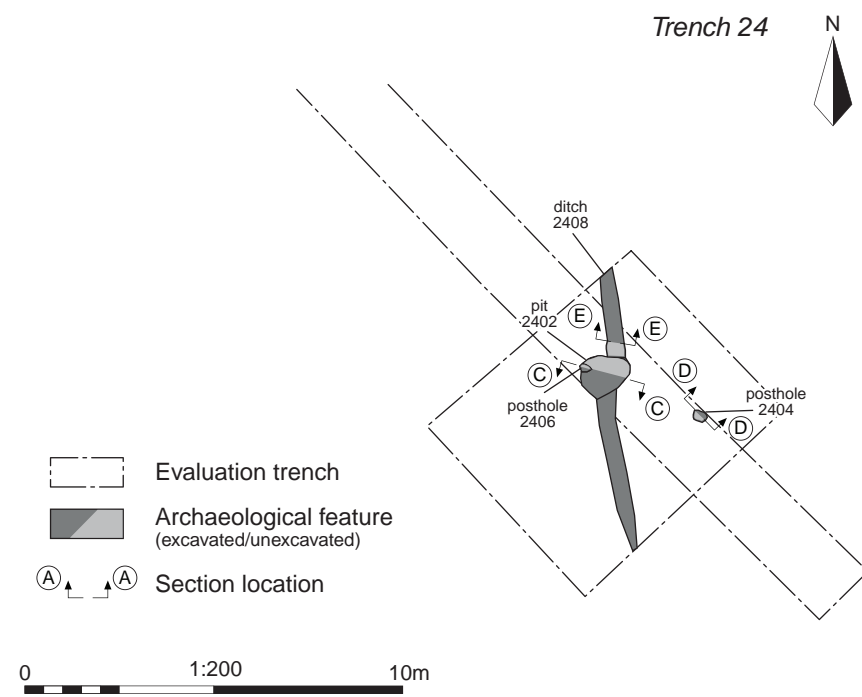 Trench 24
N
ditch
2408
pit
2402
E
E
C
D
posthole
2406
C
posthole
2404
D
Evaluation trench
Archaeological feature
(excavated/unexcavated)
A
A
Section location
0
1:200
10m